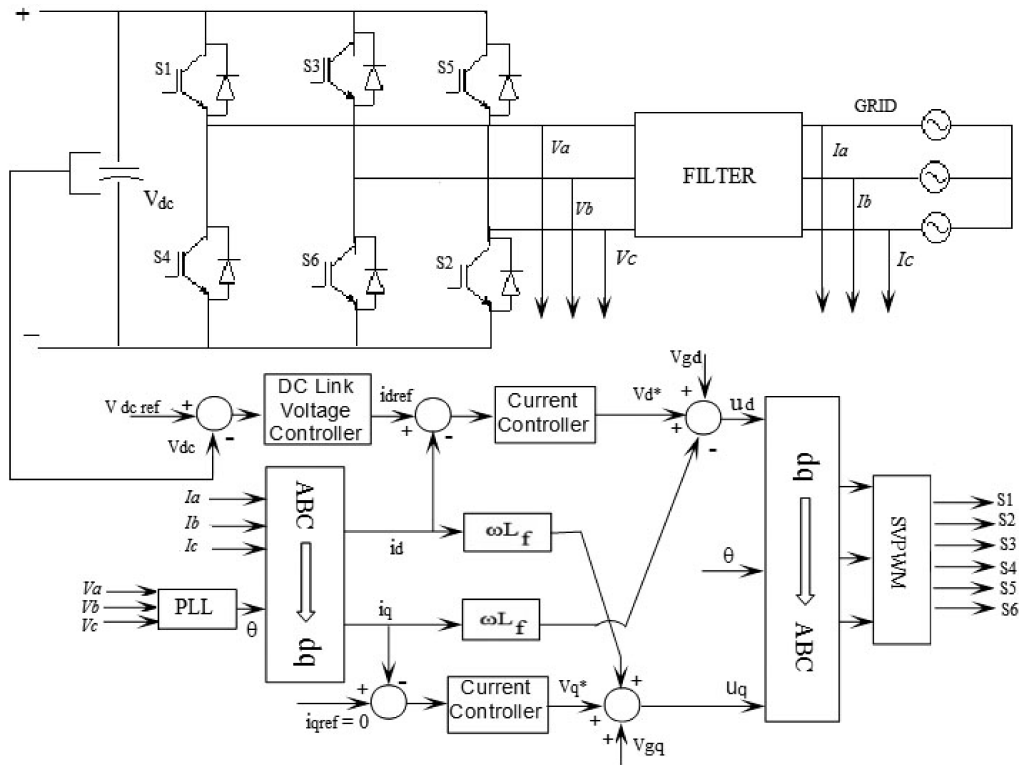 +
S1
S3
S5
GRID
Va
Ia
FILTER
Vdc
Vb
Ib
S4
S6
S2
Vc
Ic
−
Vgd
DC Link
Voltage
Controller
idref
Current
Controller
Vd*
+
ud
V dc ref
+
+
+
-
-
-
Vdc
ABC
dq
Ia
Ib
Ic
id
ωLf
dq
ABC
θ
SVPWM
S1
S2
S3
S4
S5
S6
Va
Vb
Vc
PLL
θ
iq
ωLf
+
-
Current
Controller
Vq*
+
+
+
uq
iqref = 0
Vgq